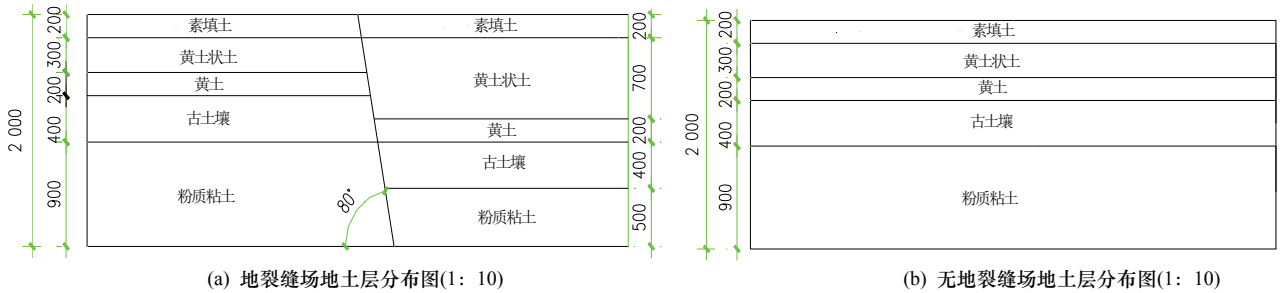 素填土
黄土状土
黄土
古土壤
粉质粘土
素填土
黄土状土
黄土
古土壤
粉质粘土
2 000
200
300
200
400
900
80°
200
700
200
400
500
(a) 地裂缝场地土层分布图(1：10)
素填土
黄土状土
黄土
古土壤
粉质粘土
2 000
200
300
200
400
900
(b) 无地裂缝场地土层分布图(1：10)